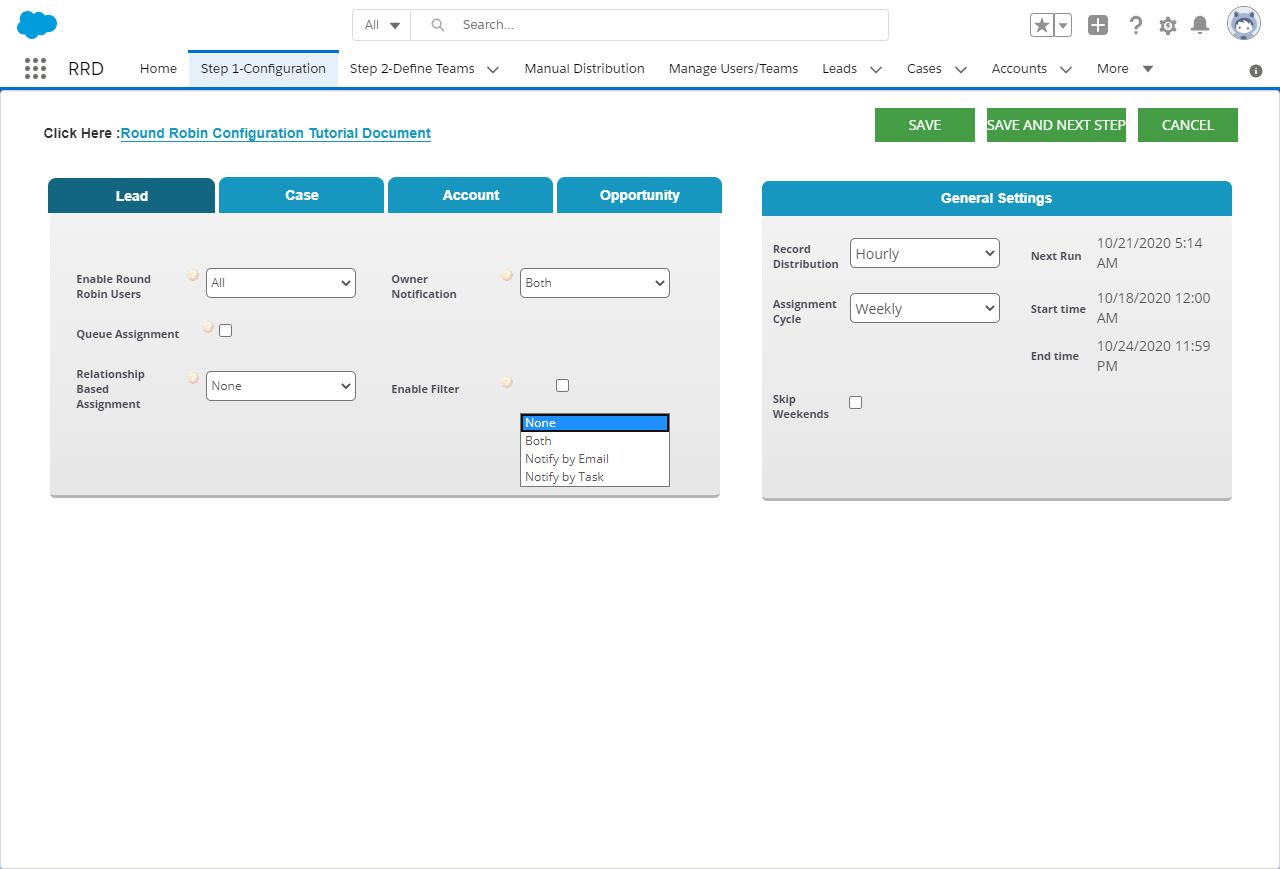 All
Search...
RRD
Home
Step 1-Configuration
Step 2-Define Teams
Manual Distribution
Manage Users/Teams
Leads
Cases
Accounts
More
Click Here :Round Robin Configuration Tutorial Document
SAVE
SAVE AND NEXT STEP
CANCEL
Lead
Case
Account
Opportunity
Enable Round
Robin Users
All
Owner
Notification
Both
Queue Assignment
Relationship
Based
Assignment
None
Enable Filter
None
Both
Notify by Email
Notify by Task
General Settings
Record
Distribution
Hourly
Next Run
10/21/2020 5:14
AM
Assignment
Cycle
Weekly
Start time
10/18/2020 12:00
AM
End time
10/24/2020 11:59
PM
Skip
Weekends